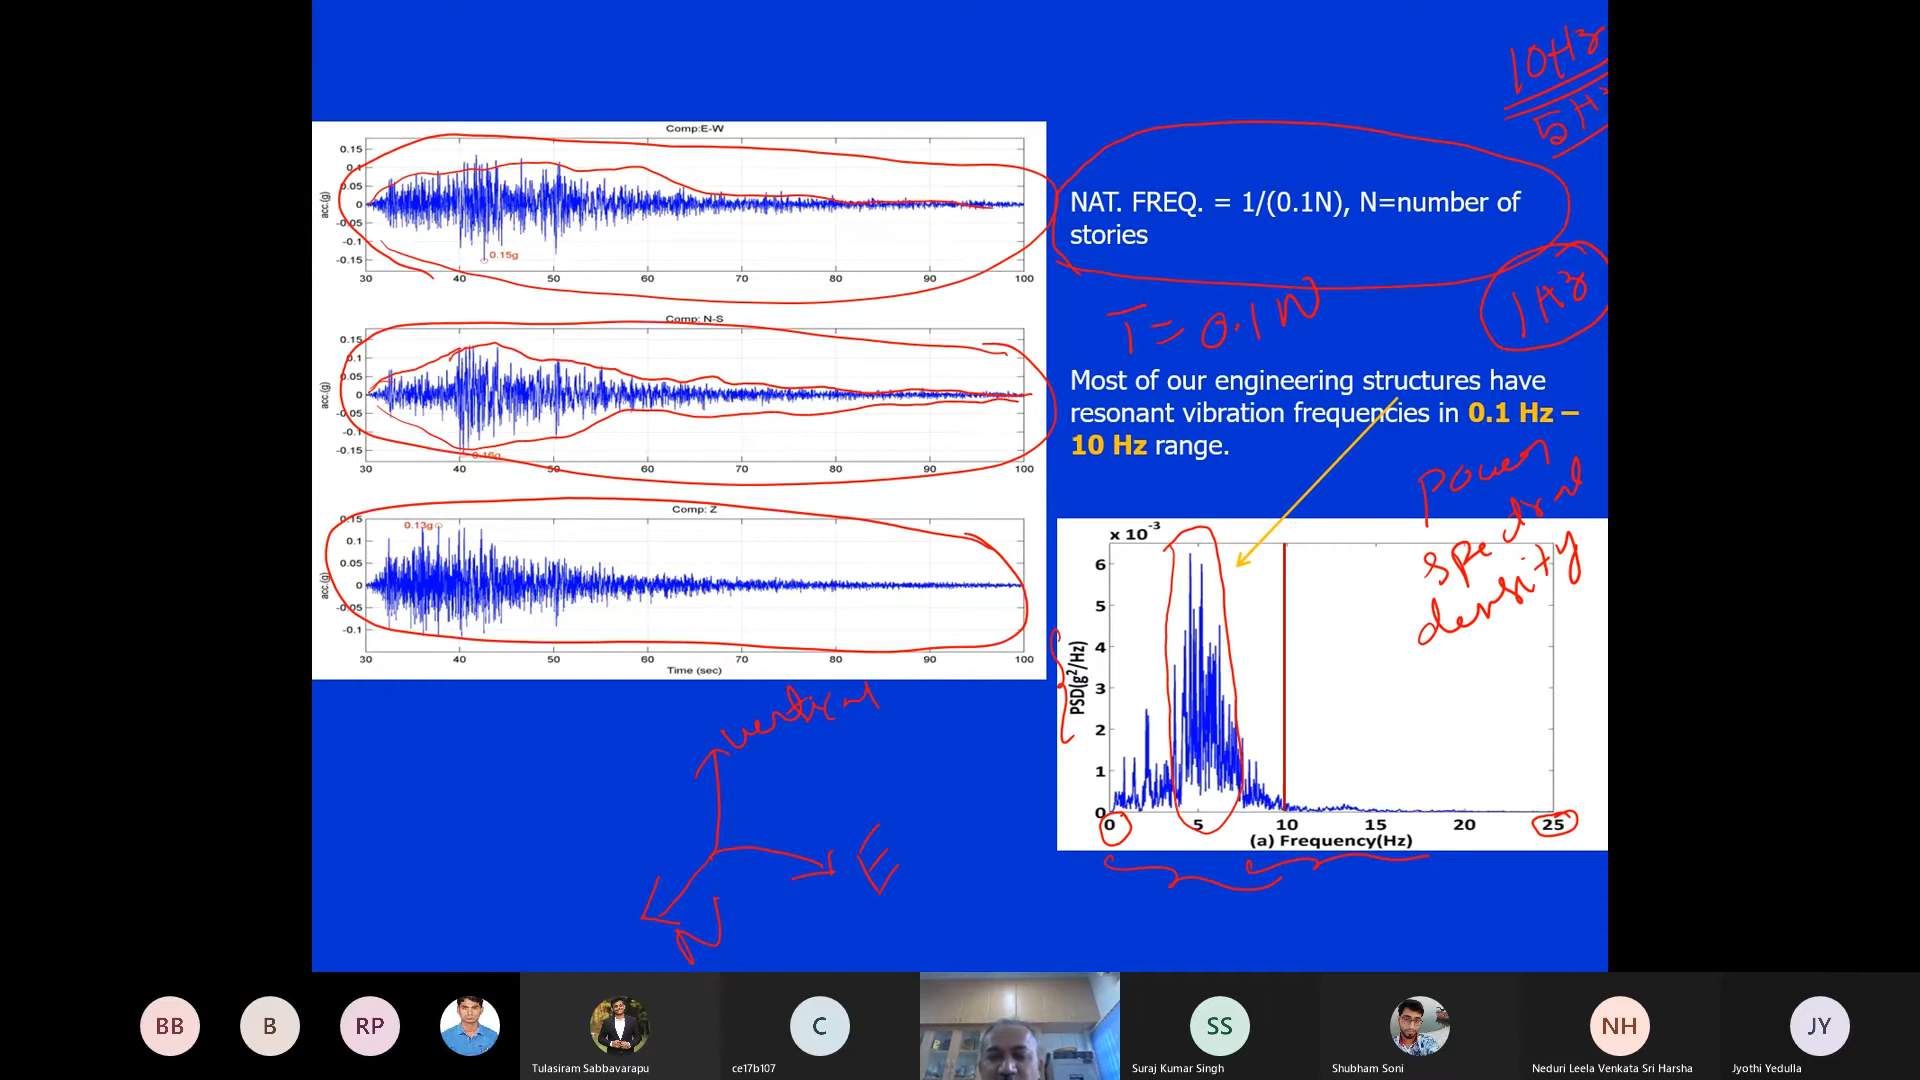 10Hz
5Hz
Comp:E-W
0.15
0.1
0.05
0
-0.05
-0.1
-0.15
acc.(g)
0.15g
30 40 50 60 70 80 90 100
NAT. FREQ. = 1/(0.1N), N=number of
stories
1Hz
T=0.1N
Comp: N-S
0.15
0.1
0.05
0
-0.05
-0.1
-0.15
acc.(g)
0.16g
30 40 50 60 70 80 90 100
Most of our engineering structures have
resonant vibration frequencies in 0.1 Hz –
10 Hz range.
Power
spectral
density
Comp: Z
0.15
0.1
0.05
0
-0.05
-0.1
acc.(g)
0.13g
30 40 50 60 70 80 90 100
Time (sec)
x 10-3
6
5
4
3
2
1
0
PSD(g2/Hz)
0 5 10 15 20 25
(a) Frequency(Hz)
vertical
E
N
BB
B
RP
Tulasiram Sabbavarapu
C
ce17b107
SS
Suraj Kumar Singh
Shubham Soni
NH
Neduri Leela Venkata Sri Harsha
JY
Jyothi Yedulla